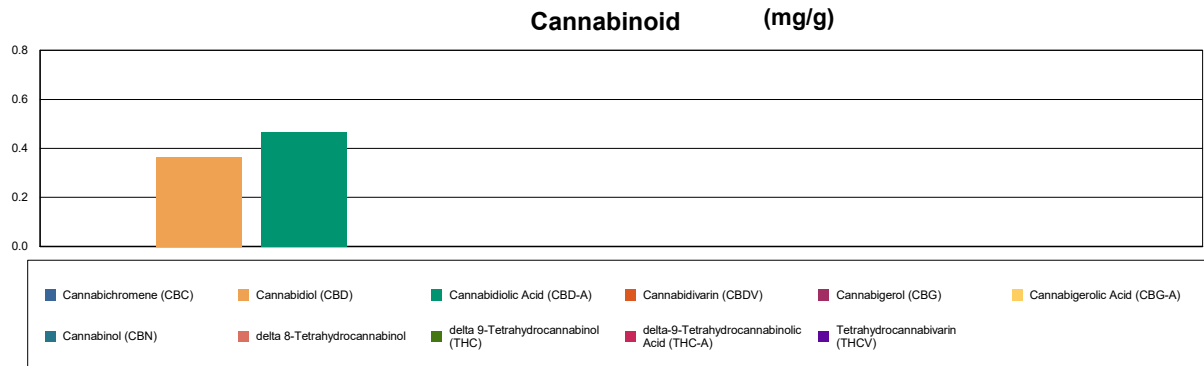 Cannabinoid (mg/g)
0.8
0.6
0.4
0.2
0.0
Cannabichrome (CBC)
Cannabidiol (CBD)
Cannabidiolic Acid (CBD-A)
Cannabidivarin (CBDV)
Cannabigerol (CBG)
Cannabigerolic Acid (CBG-A)
Cannabinol (CBN)
delta 8-Tetrahydrocannabinol
delta 9-Tetrahydrocannabinol
(THC)
delta-9-Tetrahydrocannabinolic
Acid (THC-A)
Tetrahydrocannabivarin
(THCV)